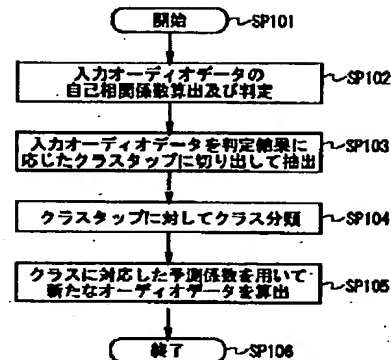 開始 SP101
入力オーディオデータの
自己相関係数算出及び判定 SP102
入力オーディオデータを判定結果に
応じたクラスタップに切り出して抽出 SP103
クラスタップに対してクラス分類 SP104
クラスに対応した予測係数を用いて
新たなオーディオデータを算出 SP105
終了 SP106